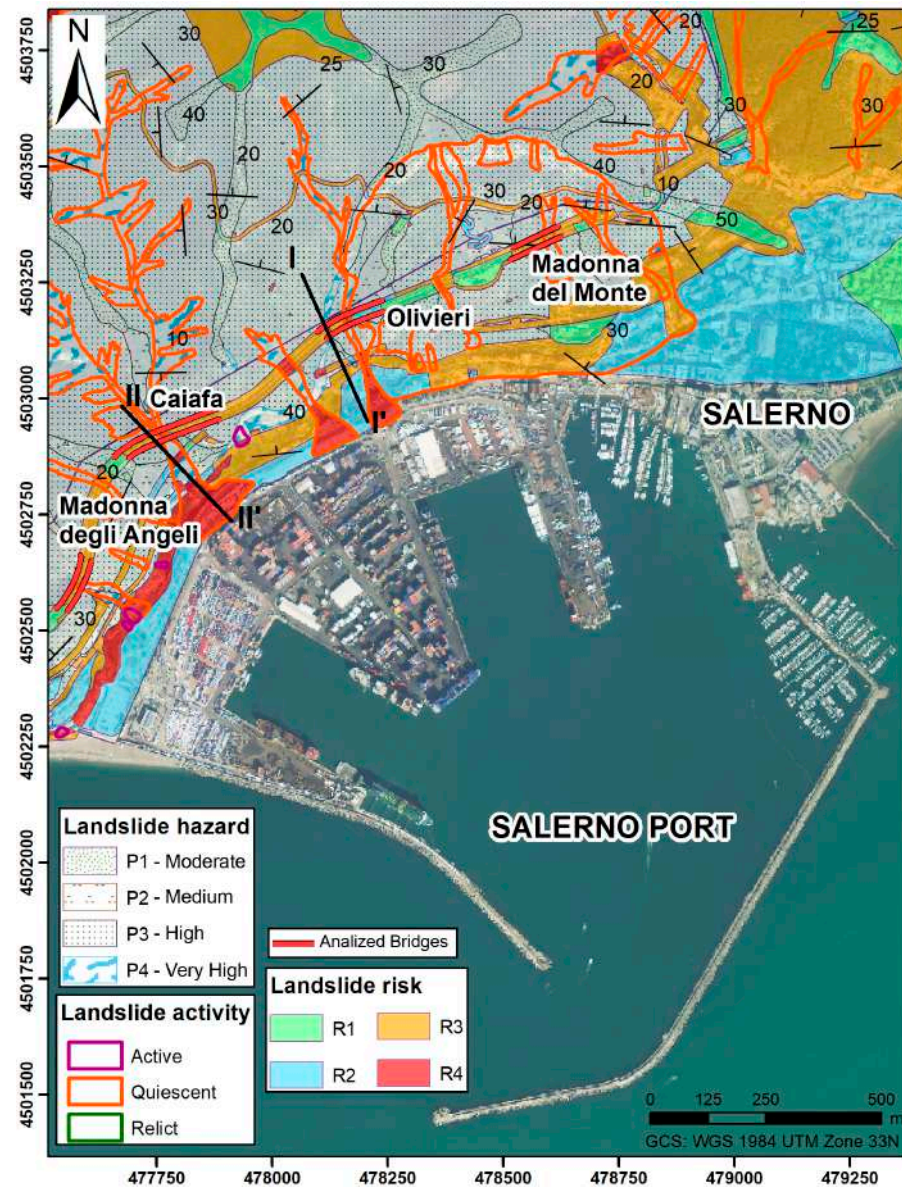 N
30
25
30
20
20
25
30
30
40
20
20
40
10
50
30
20
30
20
20
I
Madonna
del Monte
Olivieri
30
10
II
Caiafa
40
I'
SALERNO
20
Madonna
degli Angeli
II'
30
SALERNO PORT
Landslide hazard
P1 - Moderate
P2 - Medium
P3 - High
P4 - Very High
Analized Bridges
Landslide activity
Active
Quiescent
Relict
Landslide risk
R1
R3
R2
R4
0 125 250 500
m
GCS: WGS 1984 UTM Zone 33N
4503750
4503500
4503250
4503000
4502750
4502500
4502250
4502000
4501750
4501500
477750 478000 478250 478500 478750 479000 479250